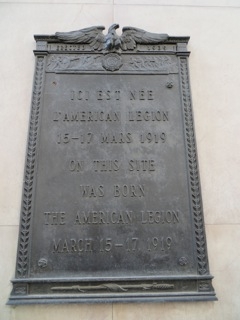 ICI EST NÉE
L'AMERICAN LEGION
15-17 MARS 1919
ON THIS SITE
WAS BORN
THE AMERICAN LEGION
MARCH 15-17 1919